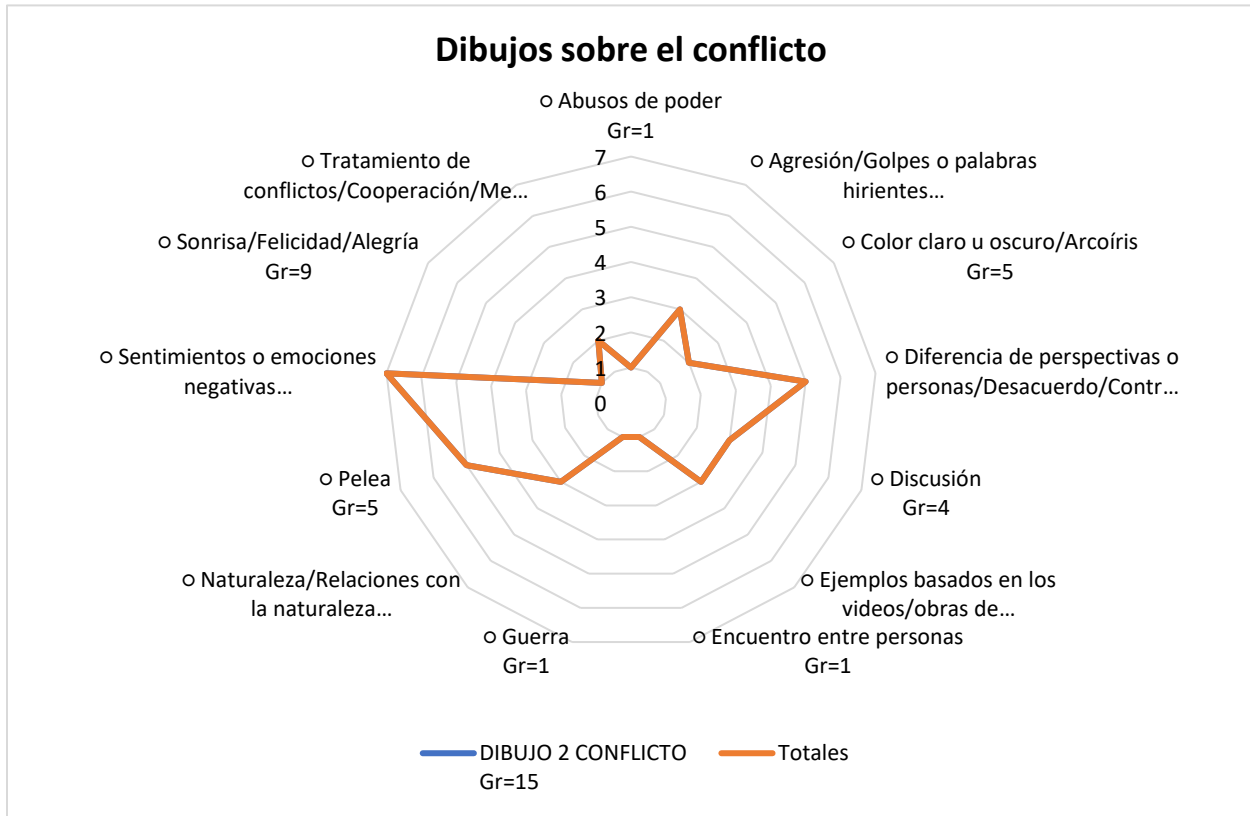 Dibujos sobre el conflicto
Abusos de poder
Gr=1
Agresión/Golpes o palabras
hirientes...
Color claro u oscuro/Arcoíris
Gr=5
Diferencia de perspectivas o
personas/Desacuerdo/Contr...
Discusión
Gr=4
Ejemplos basados en los
videos/obras de...
Encuentro entre personas
Gr=1
Guerra
Gr=1
Naturaleza/Relaciones con
la naturaleza...
Pelea
Gr=5
Sentimientos o emociones
negativas...
Sonrisa/Felicidad/Alegría
Gr=9
Tratamiento de
conflictos/Cooperación/Me...
7
6
5
4
3
2
1
0
DIBUJO 2 CONFLICTO
Gr=15
Totales